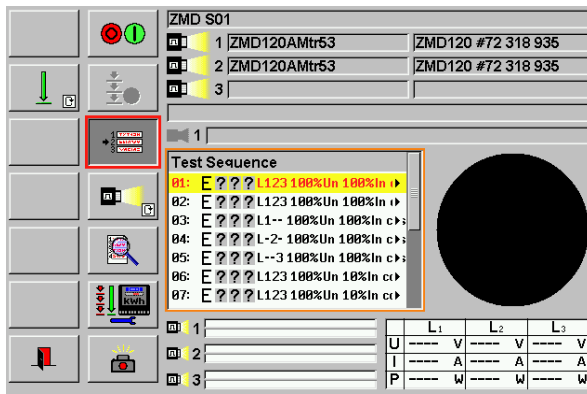 ZMD S01
1 ZMD120AMtr53 ZMD120 #72 318 935
2 ZMD120AMtr53 ZMD120 #72 318 935
3
1
Test Sequence
01: E ? ? ? L123 100%Un 100%In
02: E ? ? ? L123 100%Un 100%In c
03: E ? ? ? L1-- 100%Un 100%In c
04: E ? ? ? L-2- 100%Un 100%In c
05: E ? ? ? L--3 100%Un 100%In c
06: E ? ? ? L123 100%Un 10%In cc
07: E ? ? ? L123 100%Un 10%In cc
kWh
1
2
3
L1 L2 L3
U ---- V ---- V ---- V
I ---- A ---- A ---- A
P ---- W ---- W ---- W